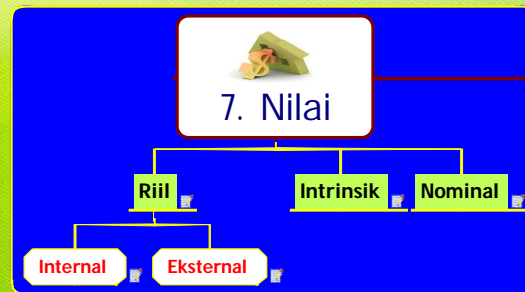 7. Nilai
Riil
Intrinsik
Nominal
Internal
Eksternal